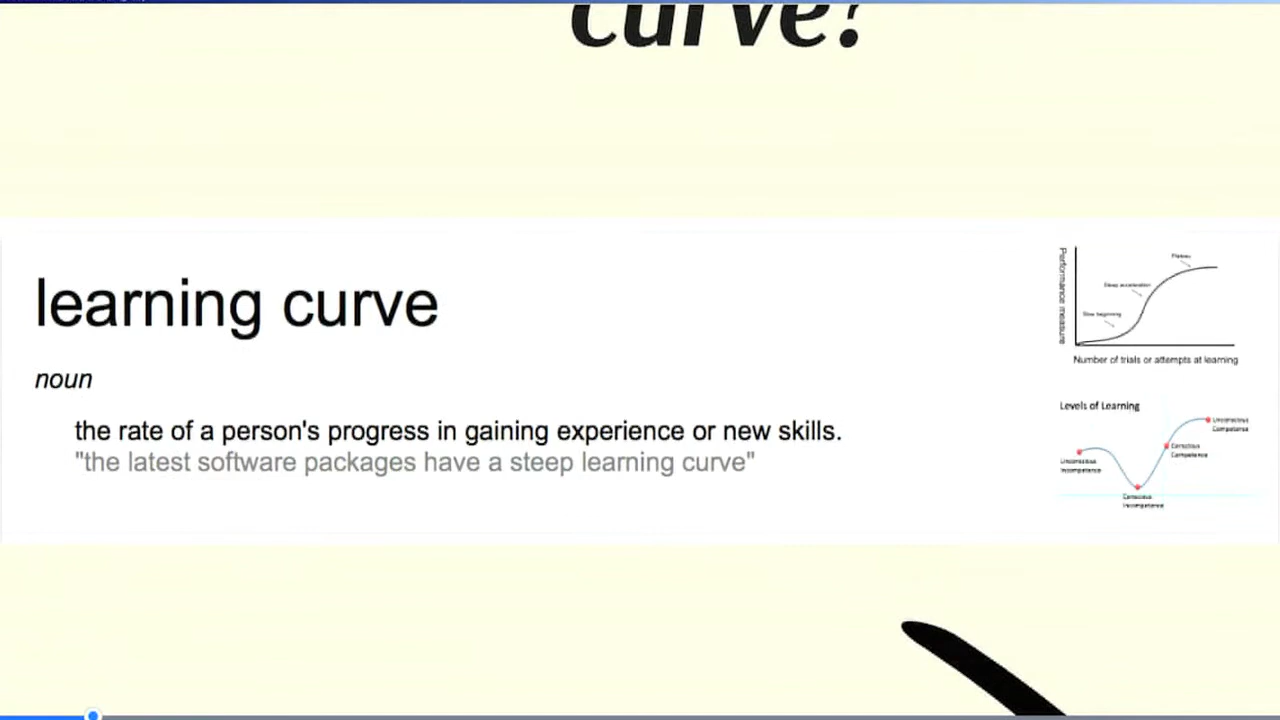 curve?
learning curve
noun
the rate of a person's progress in gaining experience or new skills.
"the latest software packages have a steep learning curve"
Performance measure
Plateau
Steep acceleration
Slow beginning
Number of trials or attempts at learning
Levels of Learning
Unconscious
Incompetence
Conscious
Incompetence
Conscious
Competence
Unconscious
Competence